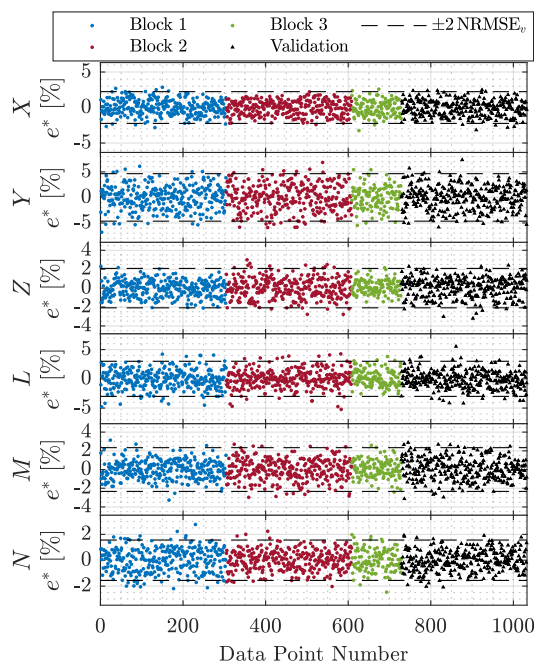 Block 1 Block 3 ±2 NRMSEᵥ
Block 2 Validation
X
e* [%]
5
0
-5
Y
e* [%]
5
0
-5
Z
e* [%]
4
2
0
-2
-4
L
e* [%]
5
0
-5
M
e* [%]
4
2
0
-2
-4
N
e* [%]
2
0
-2
0 200 400 600 800 1000
Data Point Number